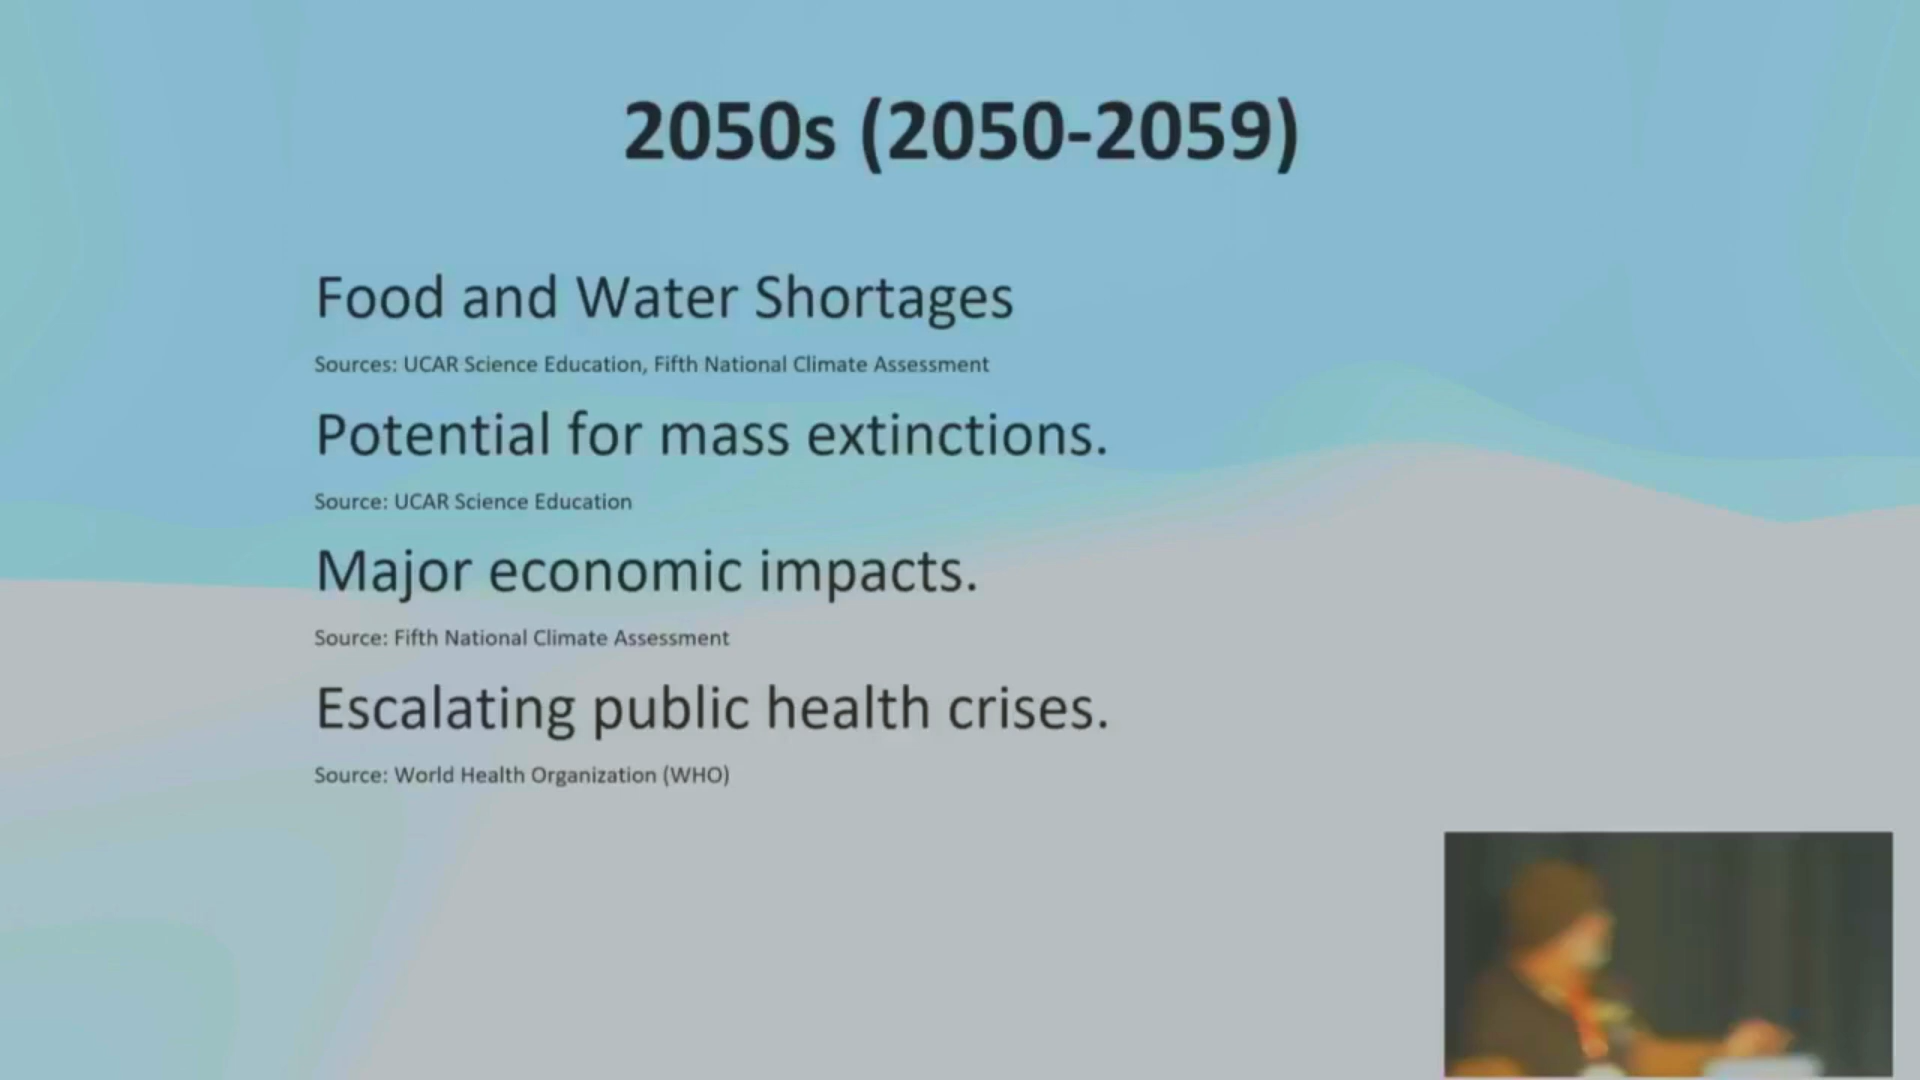 2050s (2050-2059)
Food and Water Shortages
Sources: UCAR Science Education, Fifth National Climate Assessment
Potential for mass extinctions.
Source: UCAR Science Education
Major economic impacts.
Source: Fifth National Climate Assessment
Escalating public health crises.
Source: World Health Organization (WHO)